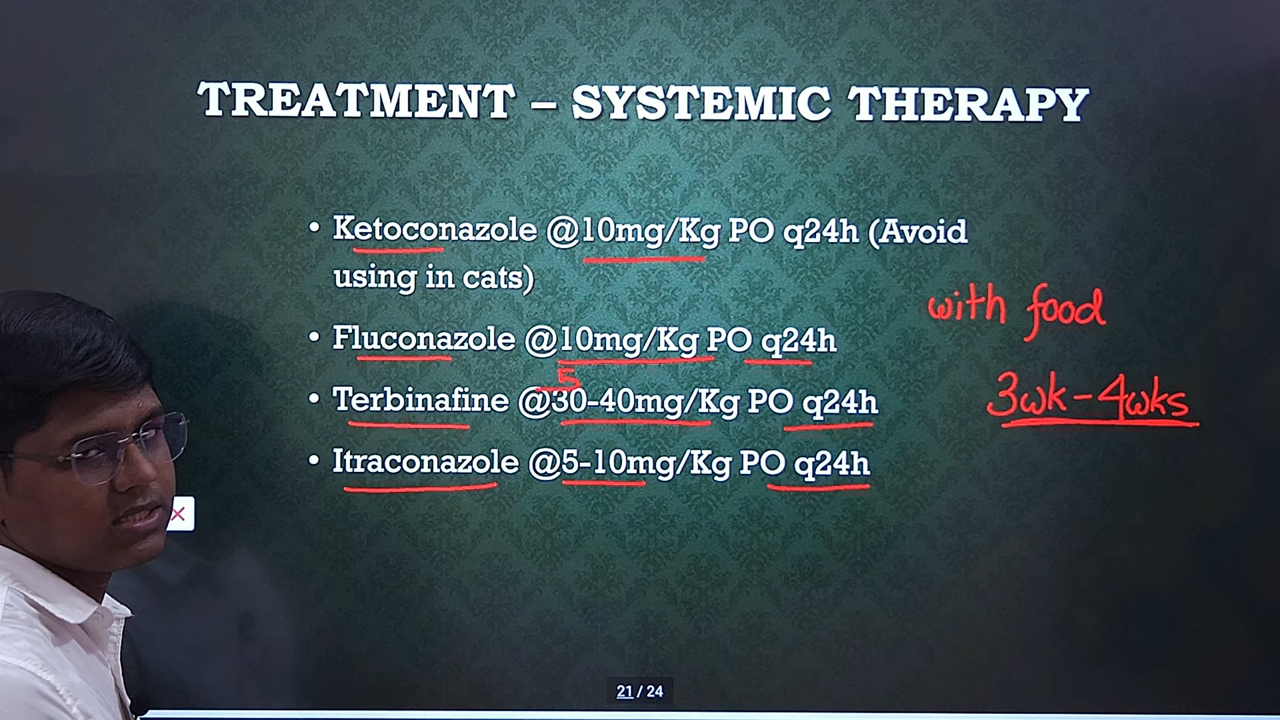 TREATMENT – SYSTEMIC THERAPY
• Ketoconazole @10mg/Kg PO q24h (Avoid
using in cats)
with food
• Fluconazole @10mg/Kg PO q24h
5
3wk-4wks
• Terbinafine @30-40mg/Kg PO q24h
• Itraconazole @5-10mg/Kg PO q24h
21 / 24